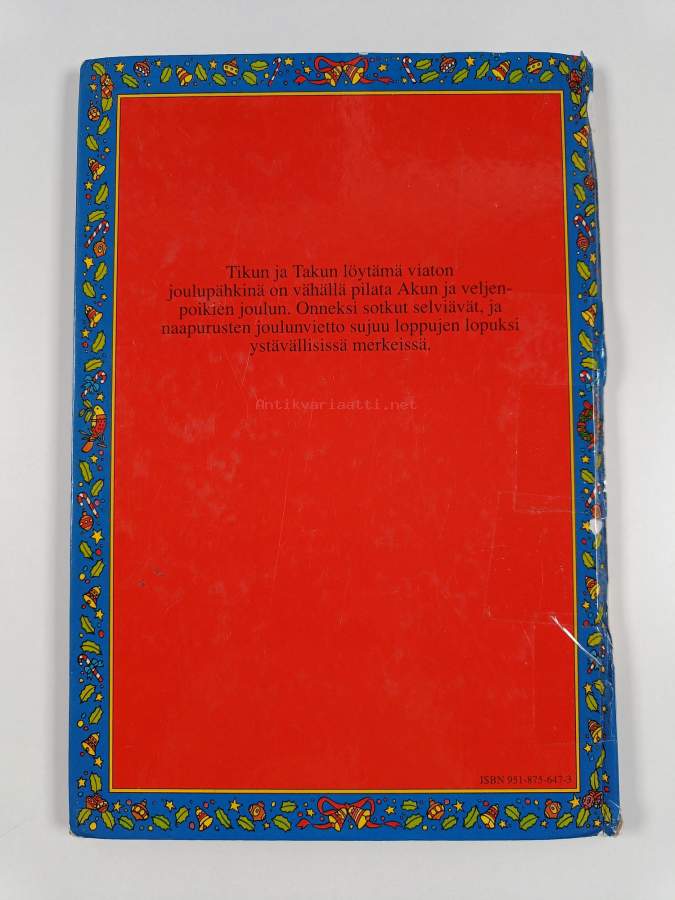 Tikun ja Takun löytämä viaton
joulupähkinä on vähällä pilata Akun ja veljen-
poikien joulun. Onneksi sotkut selviävät, ja
naapurusten joulunvietto sujuu loppujen lopuksi
ystävällisissä merkeissä.
Antikvariaatti.net
ISBN 951-875-647-3